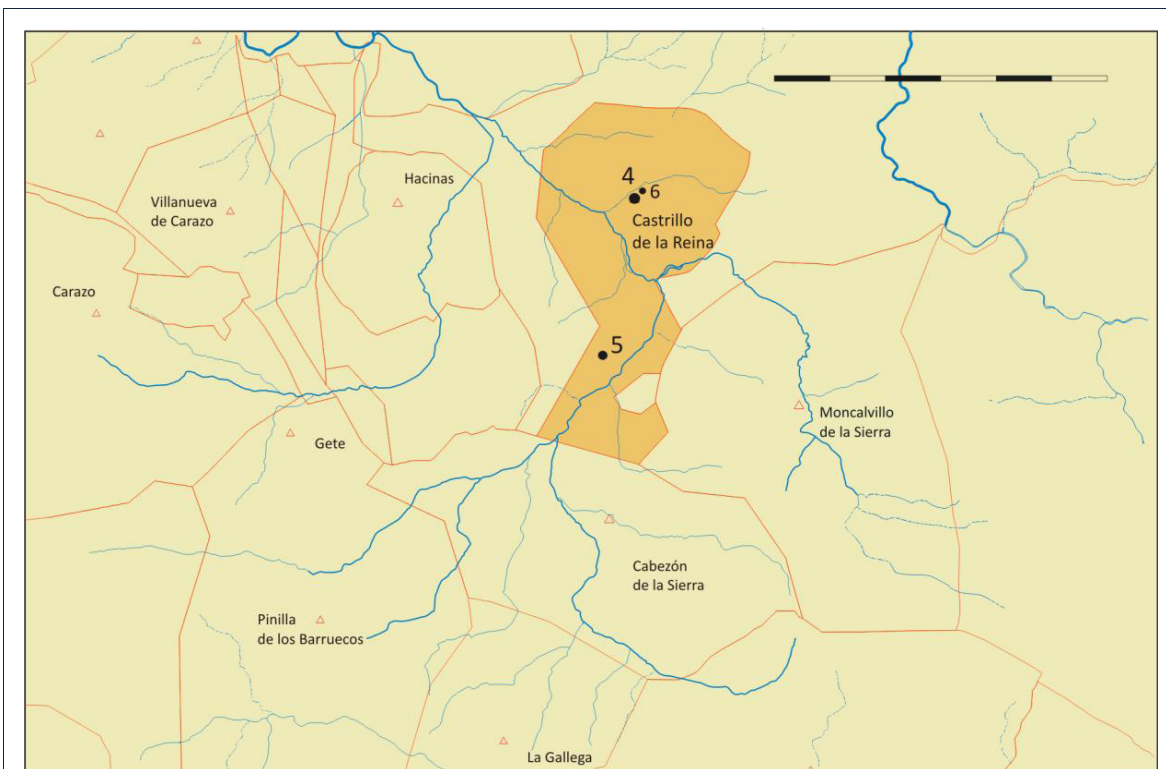 Hacinas
4
6
Villanueva
de Carazo
Castrillo
de la Reina
Carazo
5
Moncalvillo
de la Sierra
Gete
Cabezón
de la Sierra
Pinilla
de los Barruecos
La Gallega